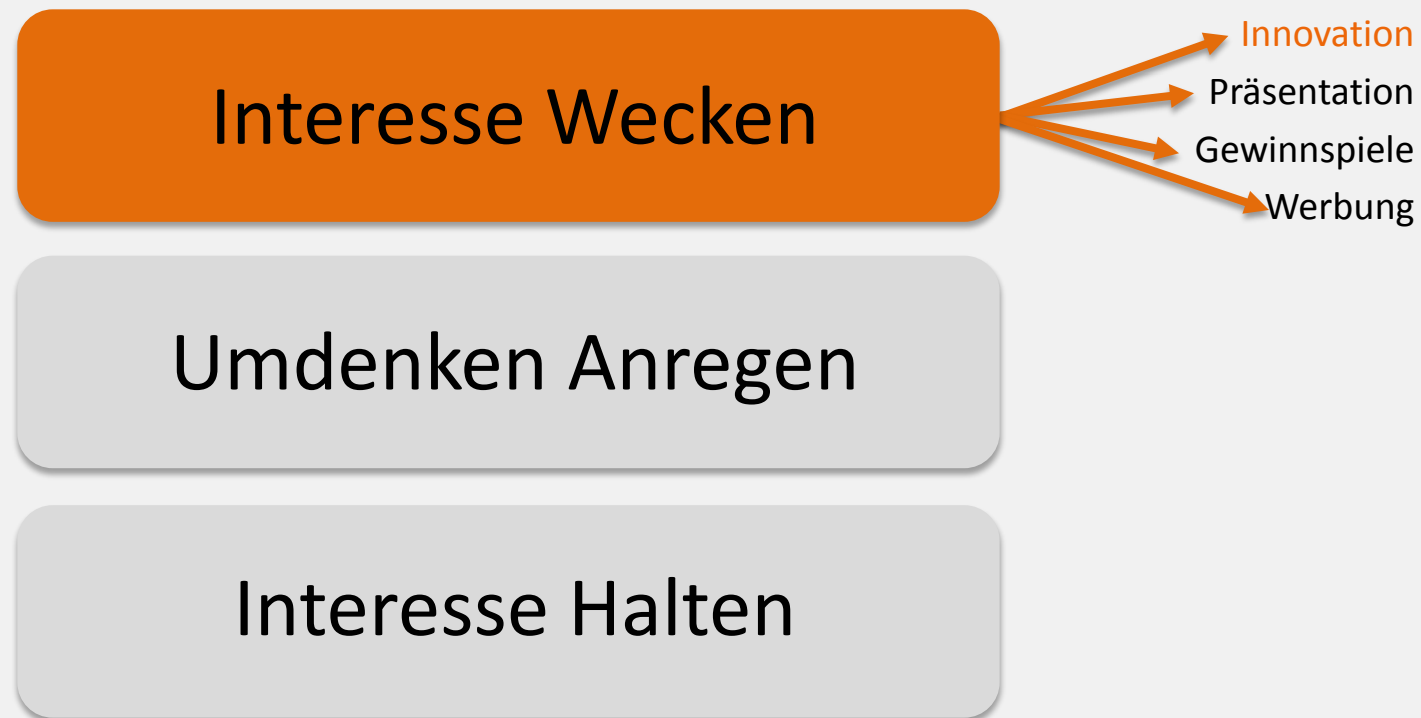 Interesse Wecken
Innovation
Präsentation
Gewinnspiele
Werbung
Umdenken Anregen
Interesse Halten